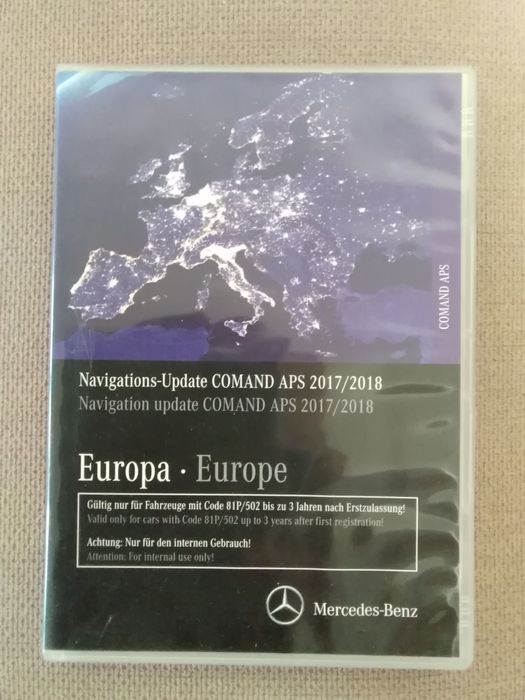 COMAND APS
Navigations-Update COMAND APS 2017/2018
Navigation update COMAND APS 2017/2018
Europa · Europe
Gültig nur für Fahrzeuge mit Code 81P/502 bis zu 3 Jahren nach Erstzulassung!
Valid only for cars with Code 81P/502 up to 3 years after first registration!
Achtung: Nur für den internen Gebrauch!
Attention: For internal use only!
Mercedes-Benz